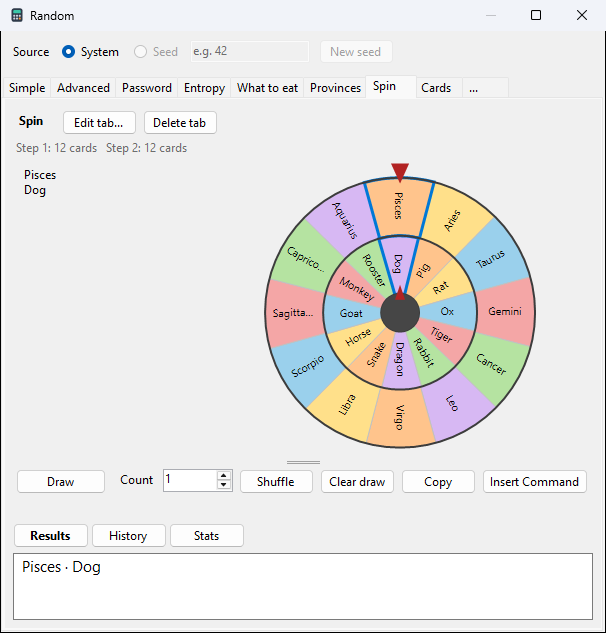 Random
Source System Seed e.g. 42 New seed
Simple Advanced Password Entropy What to eat Provinces Spin Cards ...
Spin Edit tab... Delete tab
Step 1: 12 cards Step 2: 12 cards
Pisces
Dog
Pisces
Aries
Taurus
Gemini
Cancer
Leo
Virgo
Libra
Scorpio
Sagitta...
Caprico...
Aquarius
Dog
Pig
Rat
Ox
Tiger
Rabbit
Dragon
Snake
Horse
Goat
Monkey
Rooster
Draw Count 1 Shuffle Clear draw Copy Insert Command
Results History Stats
Pisces · Dog